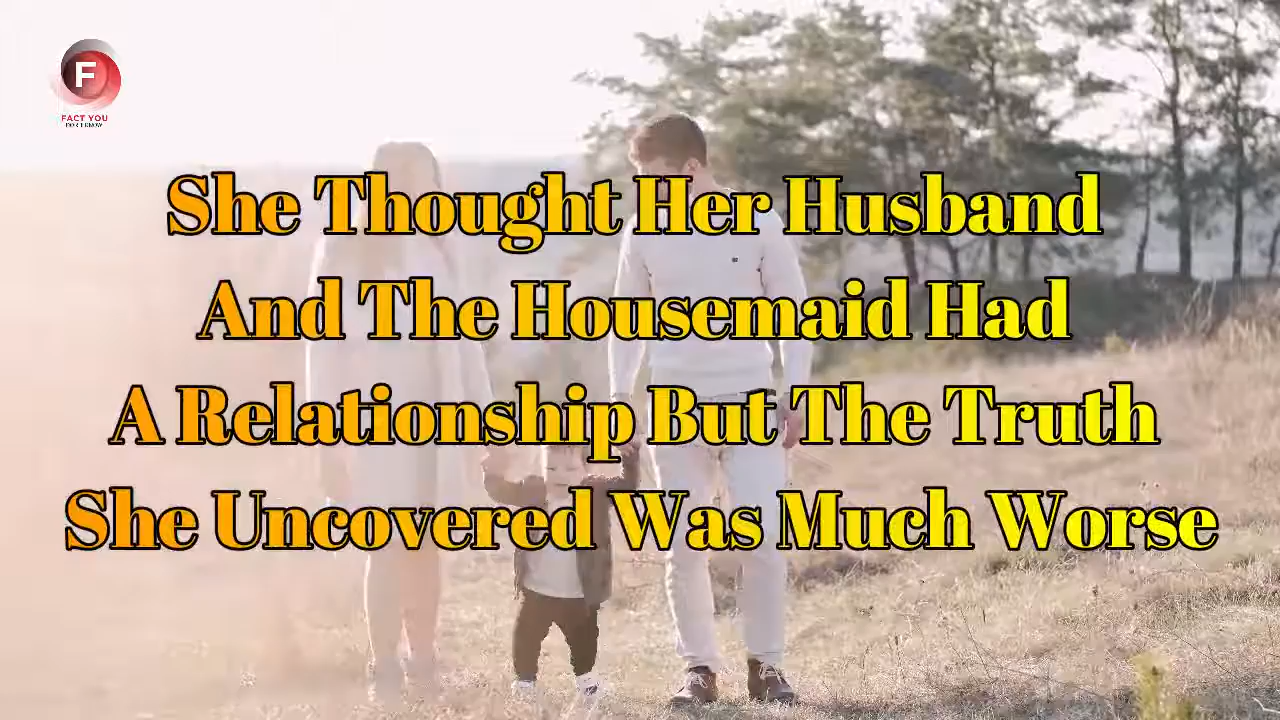 F
FACT YOU
She Thought Her Husband
And The Housemaid Had
A Relationship But The Truth
She Uncovered Was Much Worse